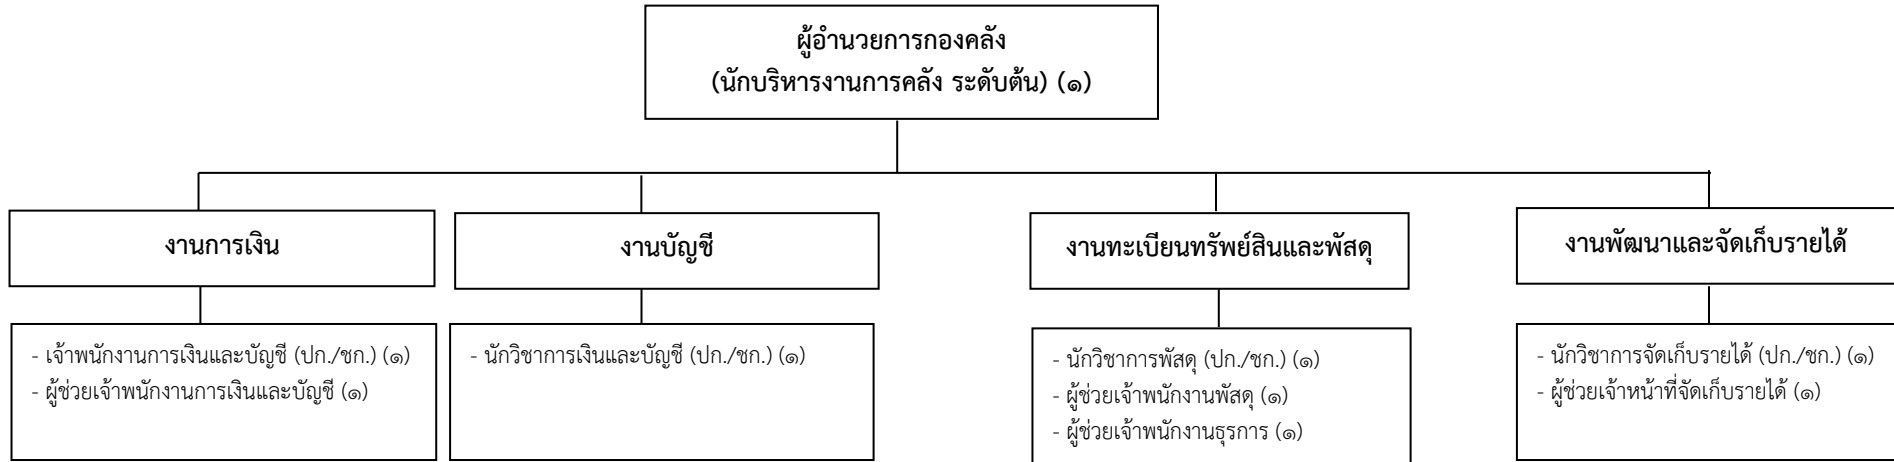 ผู้อำนวยการกองคลัง
(นักบริหารงานการคลัง ระดับต้น) (๑)
งานการเงิน
- เจ้าพนักงานการเงินและบัญชี (ปก./ชก.) (๑)
- ผู้ช่วยเจ้าพนักงานการเงินและบัญชี (๑)
งานบัญชี
- นักวิชาการเงินและบัญชี (ปก./ชก.) (๑)
งานทะเบียนทรัพย์สินและพัสดุ
- นักวิชาการพัสดุ (ปก./ชก.) (๑)
- ผู้ช่วยเจ้าพนักงานพัสดุ (๑)
- ผู้ช่วยเจ้าพนักงานธุรการ (๑)
งานพัฒนาและจัดเก็บรายได้
- นักวิชาการจัดเก็บรายได้ (ปก./ชก.) (๑)
- ผู้ช่วยเจ้าหน้าที่จัดเก็บรายได้ (๑)